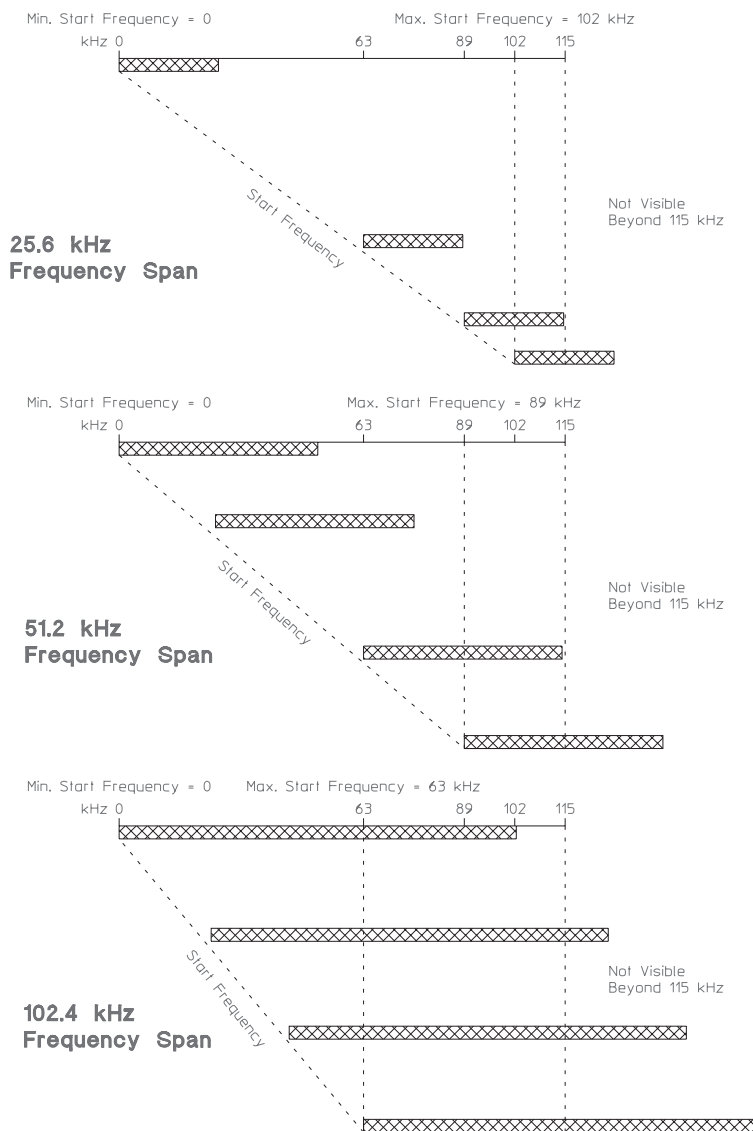 Min. Start Frequency = 0 Max. Start Frequency = 102 kHz
kHz 0 63 89 102 115
Start Frequency
Not Visible
Beyond 115 kHz
25.6 kHz
Frequency Span
Min. Start Frequency = 0 Max. Start Frequency = 89 kHz
kHz 0 63 89 102 115
Start Frequency
Not Visible
Beyond 115 kHz
51.2 kHz
Frequency Span
Min. Start Frequency = 0 Max. Start Frequency = 63 kHz
kHz 0 63 89 102 115
Start Frequency
Not Visible
Beyond 115 kHz
102.4 kHz
Frequency Span